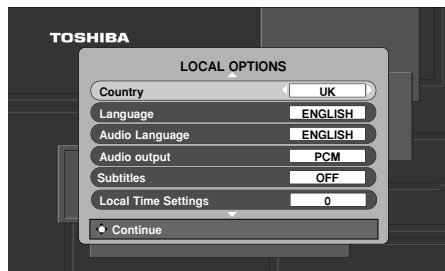 TOSHIBA
LOCAL OPTIONS
Country UK
Language ENGLISH
Audio Language ENGLISH
Audio output PCM
Subtitles OFF
Local Time Settings 0
Continue